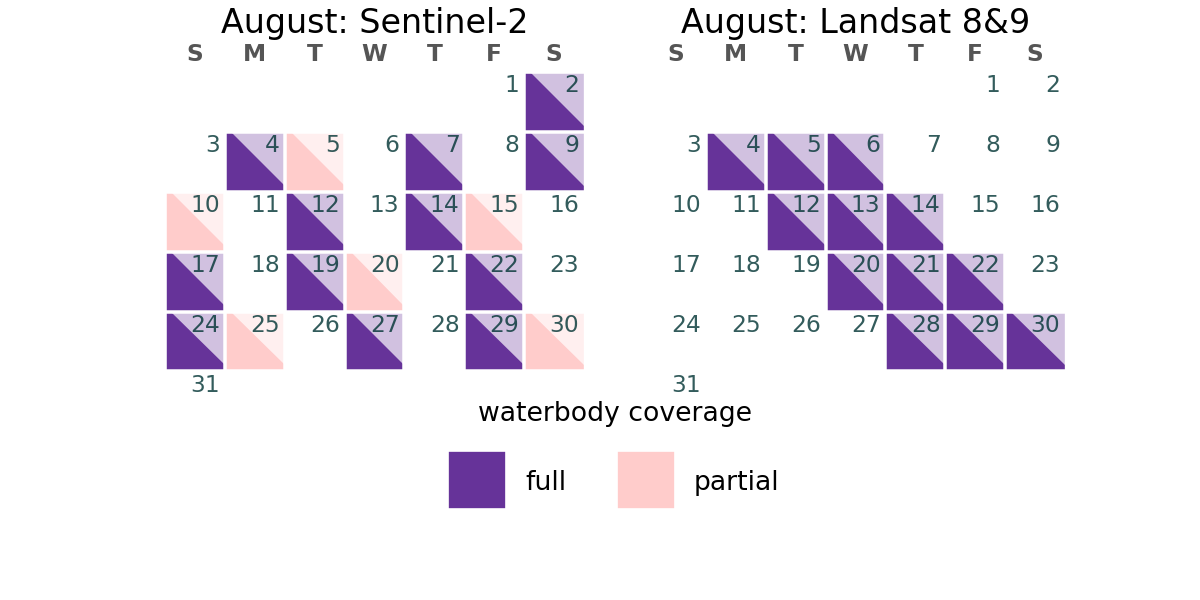 August: Sentinel-2
S M T W T F S
1 2
3 4 5 6 7 8 9
10 11 12 13 14 15 16
17 18 19 20 21 22 23
24 25 26 27 28 29 30
31
August: Landsat 8&9
S M T W T F S
1 2
3 4 5 6 7 8 9
10 11 12 13 14 15 16
17 18 19 20 21 22 23
24 25 26 27 28 29 30
31
waterbody coverage
full partial